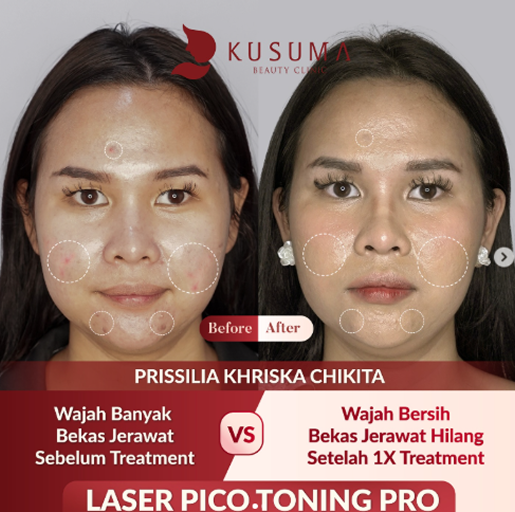 KUSUMA
BEAUTY CLINIC
Before After
PRISSILIA KHRISKA CHIKITA
Wajah Banyak
Bekas Jerawat
Sebelum Treatment
VS
Wajah Bersih
Bekas Jerawat Hilang
Setelah 1X Treatment
LASER PICO.TONING PRO